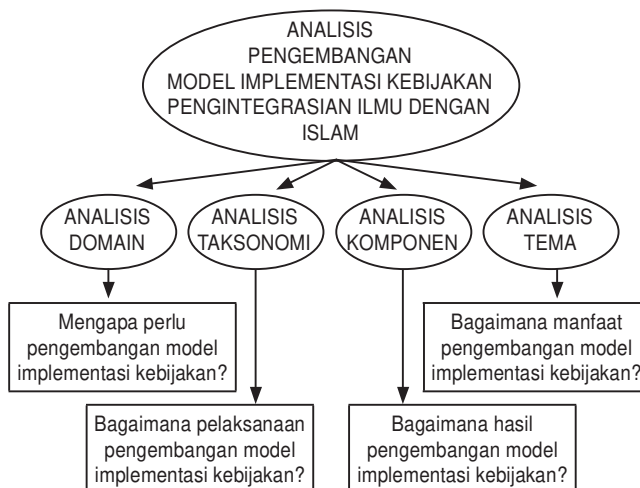 ANALISIS
PENGEMBANGAN
MODEL IMPLEMENTASI KEBIJAKAN
PENGINTEGRASIAN ILMU DENGAN
ISLAM
ANALISIS
DOMAIN
ANALISIS
TAKSONOMI
ANALISIS
KOMPONEN
ANALISIS
TEMA
Mengapa perlu
pengembangan model
implementasi kebijakan?
Bagaimana manfaat
pengembangan model
implementasi kebijakan?
Bagaimana pelaksanaan
pengembangan model
implementasi kebijakan?
Bagaimana hasil
pengembangan model
implementasi kebijakan?